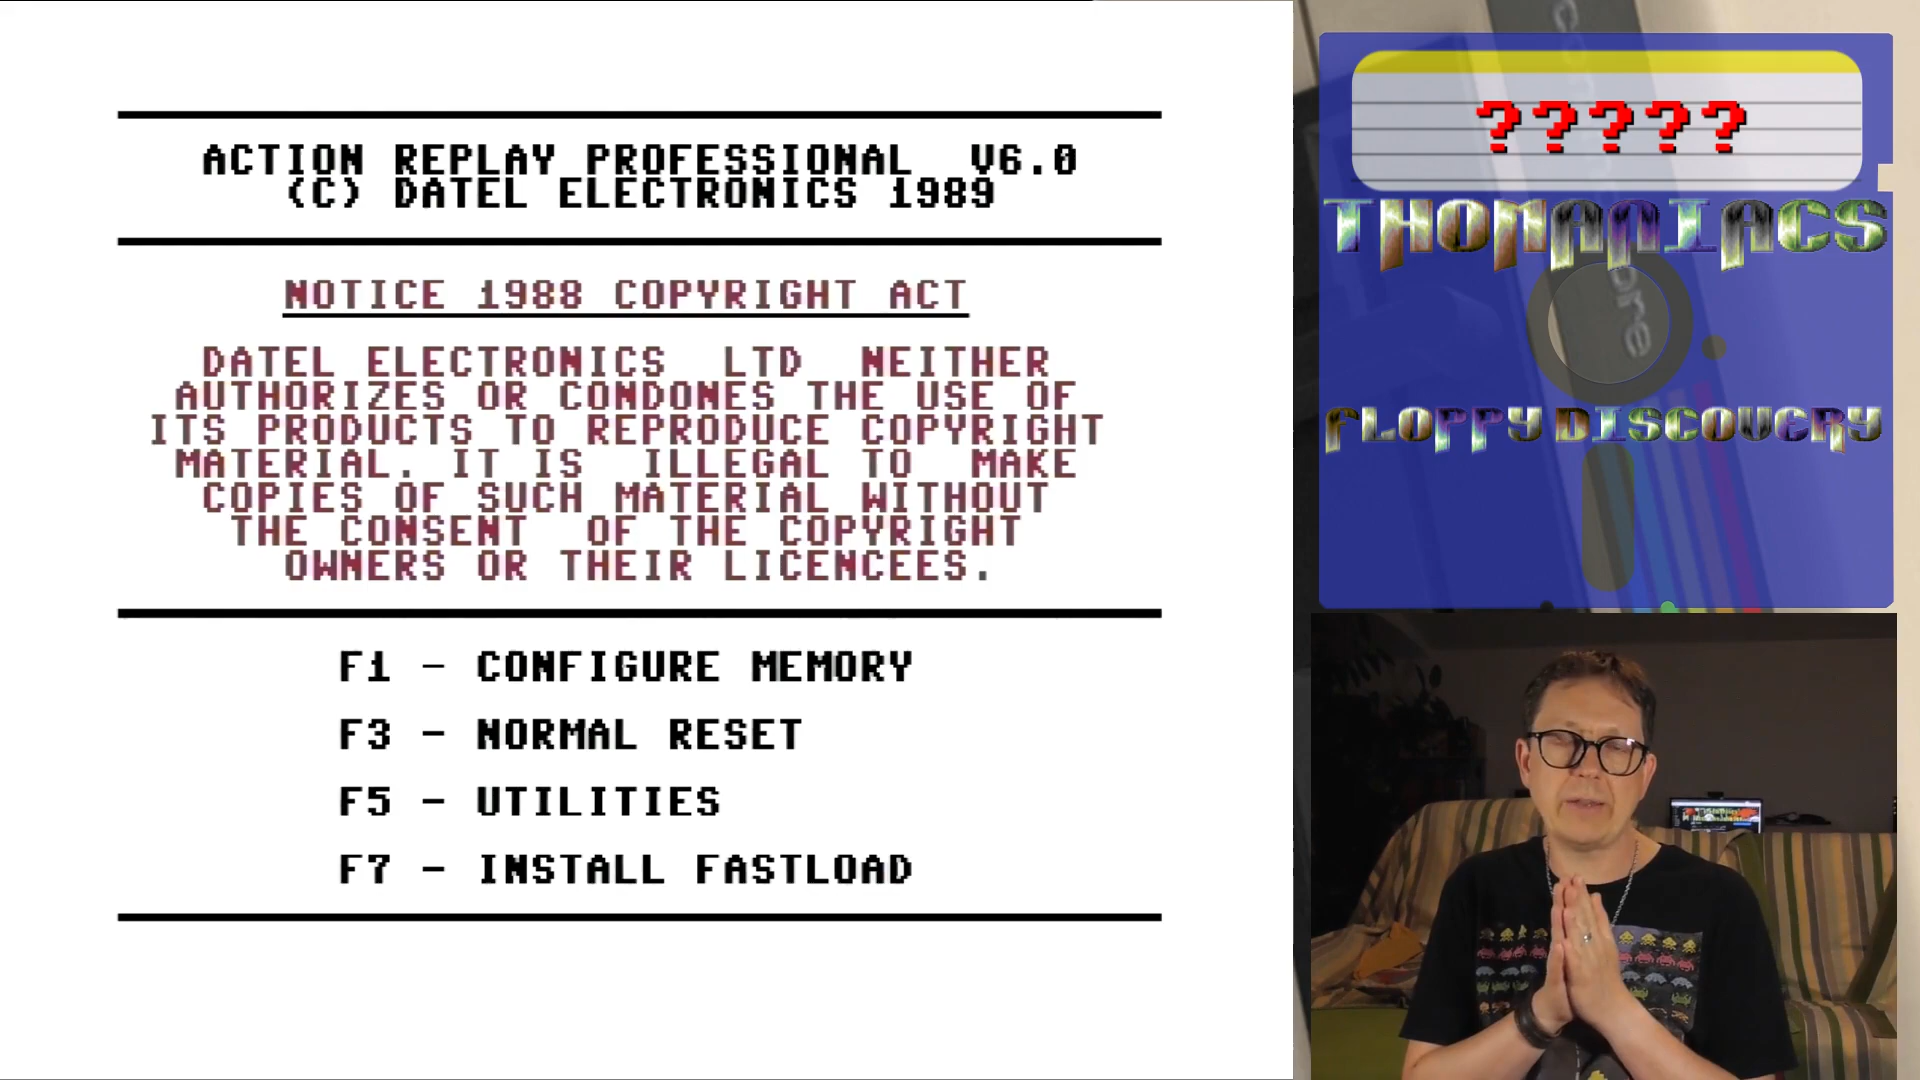 ACTION REPLAY PROFESSIONAL V6.0
(C) DATEL ELECTRONICS 1989
NOTICE 1988 COPYRIGHT ACT
DATEL ELECTRONICS LTD NEITHER
AUTHORIZES OR CONDONES THE USE OF
ITS PRODUCTS TO REPRODUCE COPYRIGHT
MATERIAL. IT IS ILLEGAL TO MAKE
COPIES OF SUCH MATERIAL WITHOUT
THE CONSENT OF THE COPYRIGHT
OWNERS OR THEIR LICENCEES.
F1 - CONFIGURE MEMORY
F3 - NORMAL RESET
F5 - UTILITIES
F7 - INSTALL FASTLOAD
?????
THOMANIACS
FLOPPY DISCOVERY